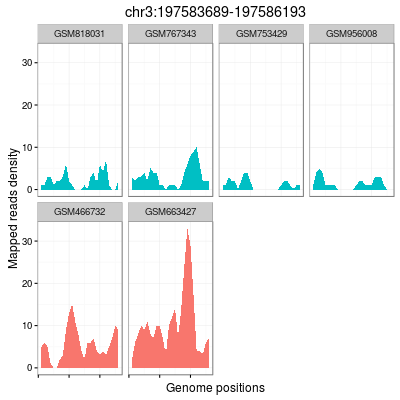 chr3:197583689-197586193
GSM818031 GSM767343 GSM753429 GSM956008
30
20
10
0
Mapped reads density
GSM466732 GSM663427
30
20
10
0
Genome positions